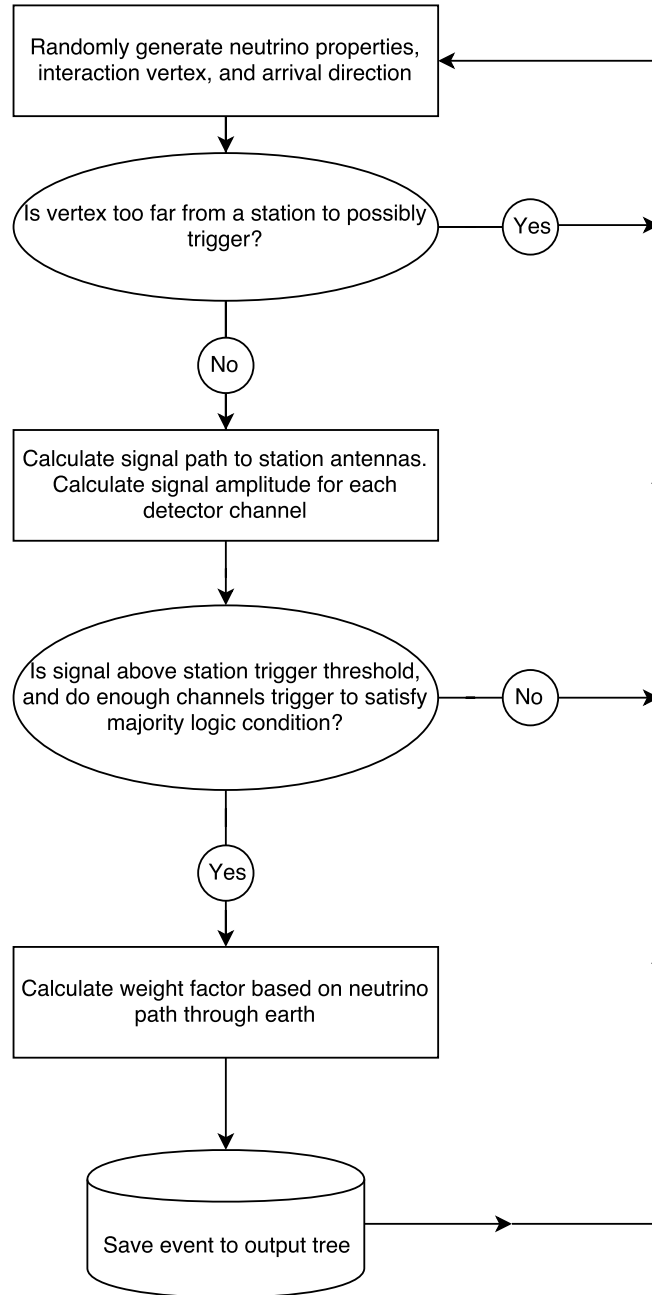 Randomly generate neutrino properties,
interaction vertex, and arrival direction
Is vertex too far from a station to possibly
trigger?
Yes
No
Calculate signal path to station antennas.
Calculate signal amplitude for each
detector channel
Is signal above station trigger threshold,
and do enough channels trigger to satisfy
majority logic condition?
No
Yes
Calculate weight factor based on neutrino
path through earth
Save event to output tree